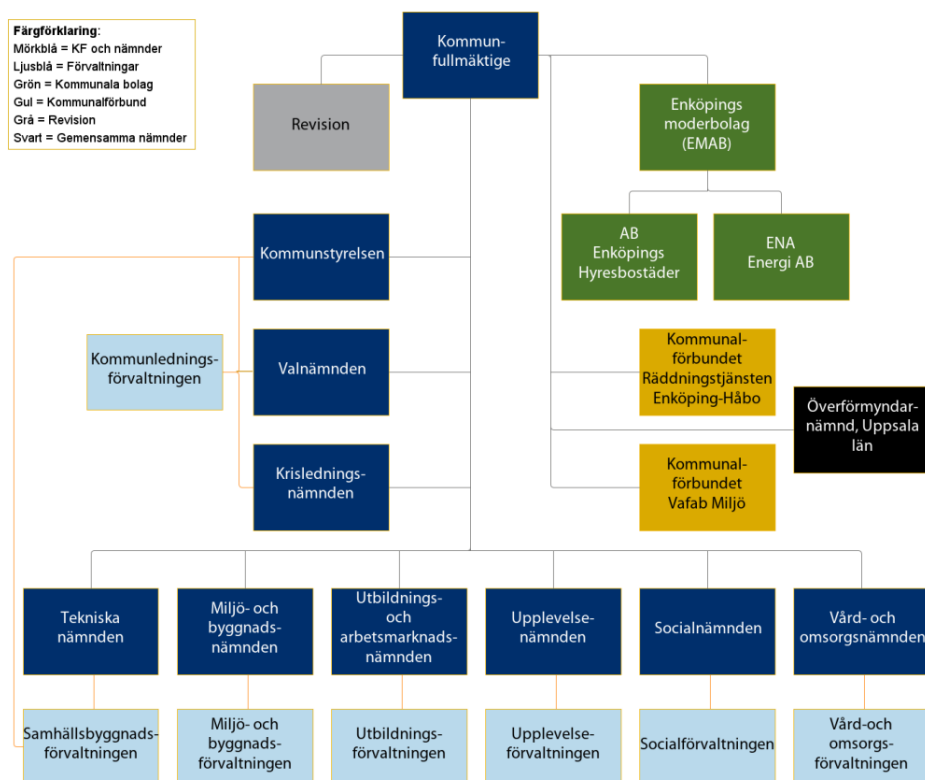 Färgförklaring:
Mörkblå = KF och nämnder
Ljusblå = Förvaltningar
Grön = Kommunala bolag
Gul = Kommunalförbund
Grå = Revision
Svart = Gemensamma nämnder
Kommun-
fullmäktige
Revision
Enköpings
moderbolag
(EMAB)
AB
Enköpings
Hyresbostäder
ENA
Energi AB
Kommunstyrelsen
Kommunlednings-
förvaltningen
Valnämnden
Kommunal-
förbundet
Räddningstjänsten
Enköping-Håbo
Överförmyndar-
nämnd, Uppsala
län
Krislednings-
nämnden
Kommunal-
förbundet
Vafab Miljö
Tekniska
nämnden
Miljö- och
byggnads-
nämnden
Utbildnings-
och
arbetsmarknads-
nämnden
Upplevelse-
nämnden
Socialnämnden
Vård- och
omsorgsnämnden
Samhällsbyggnads-
förvaltningen
Miljö- och
byggnads-
förvaltningen
Utbildnings-
förvaltningen
Upplevelse-
förvaltningen
Socialförvaltningen
Vård-och
omsorgs-
förvaltningen